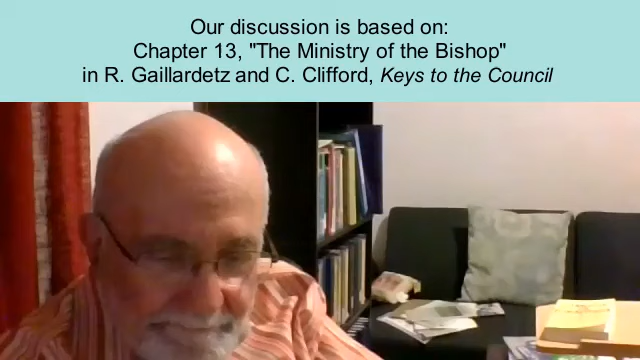 Our discussion is based on:
Chapter 13, "The Ministry of the Bishop"
in R. Gaillardetz and C. Clifford, Keys to the Council